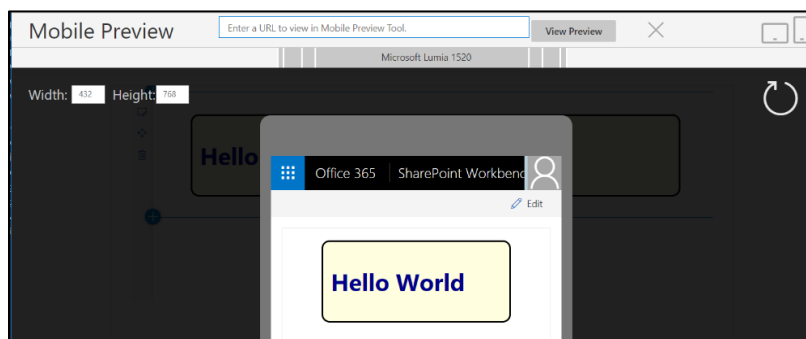 Mobile Preview
Enter a URL to view in Mobile Preview Tool.
View Preview
Microsoft Lumia 1520
Width: 432 Height: 768
Hello
Office 365 SharePoint Workbenc
Edit
Hello World